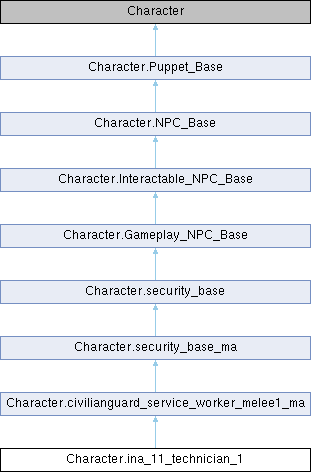 Character
Character.Puppet_Base
Character.NPC_Base
Character.Interactable_NPC_Base
Character.Gameplay_NPC_Base
Character.security_base
Character.security_base_ma
Character.civilianguard_service_worker_melee1_ma
Character.ina_11_technician_1